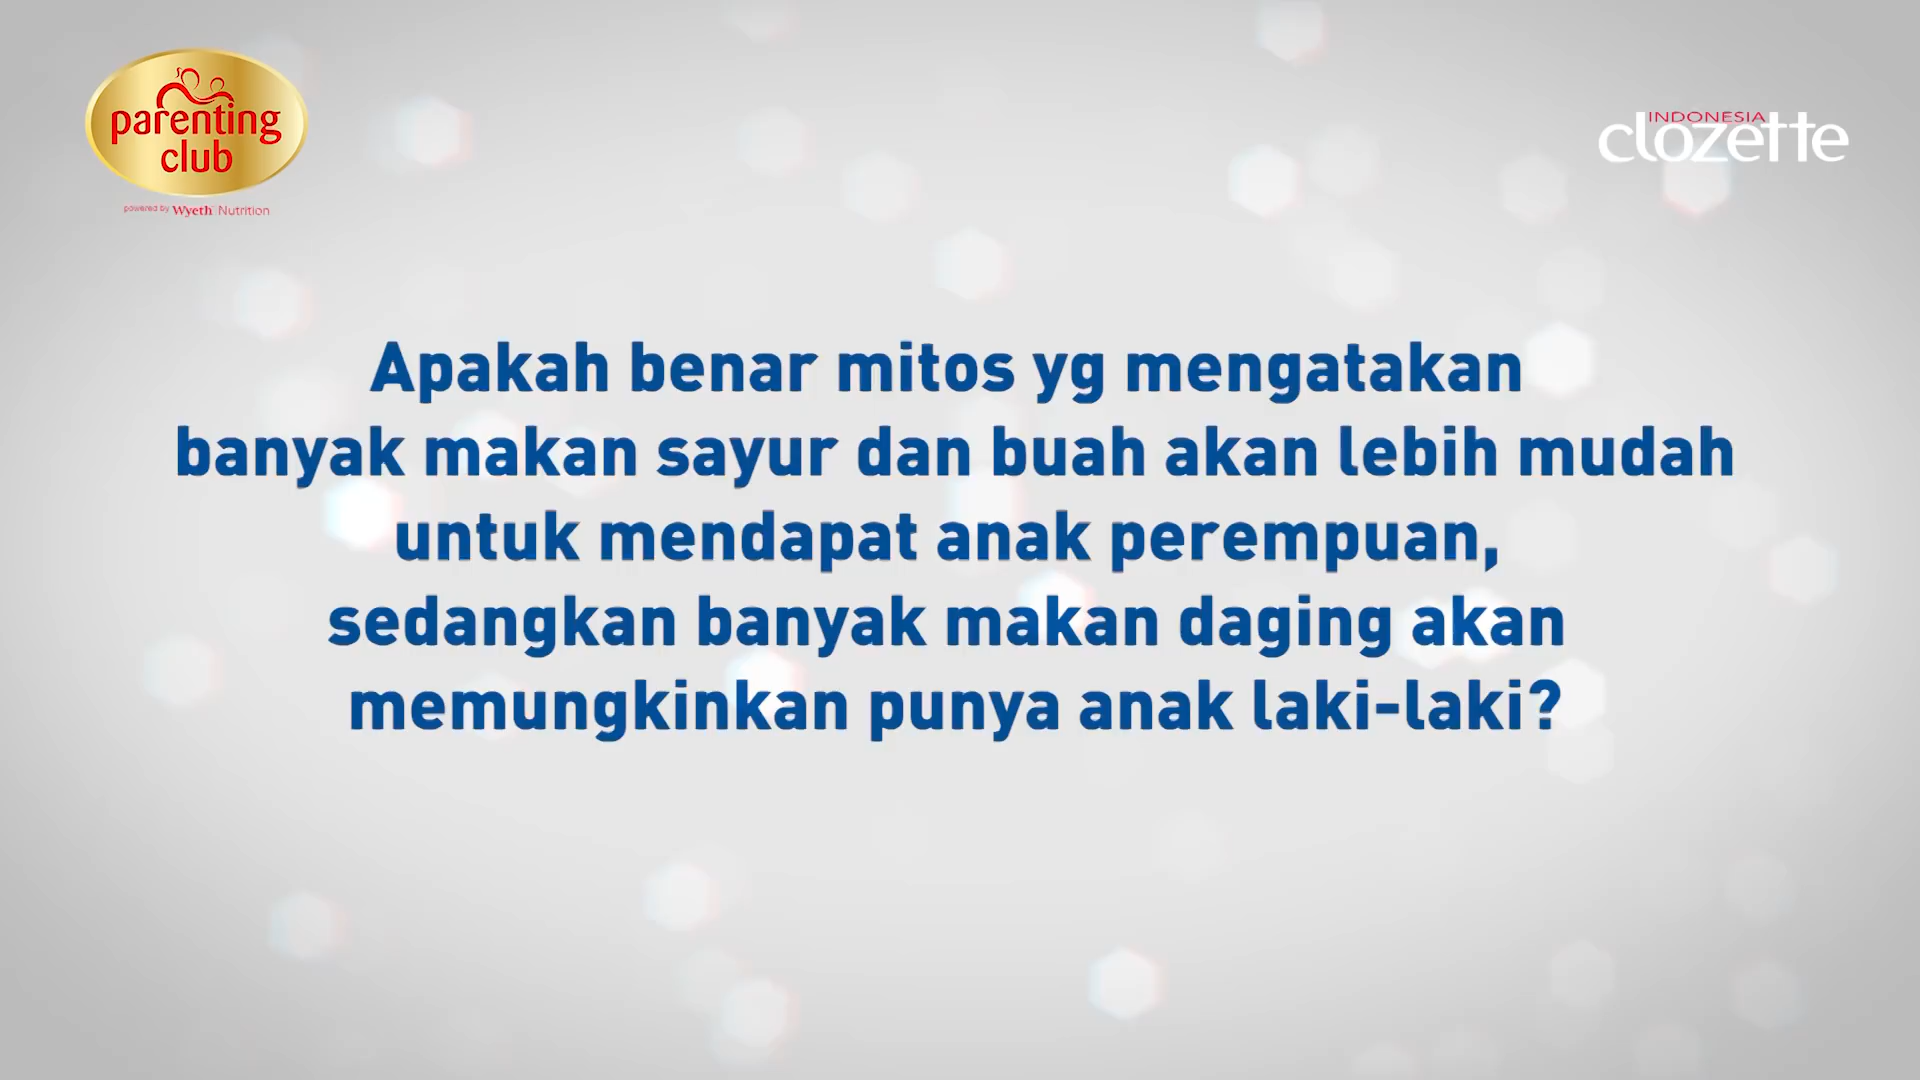 parenting
club
powered by Wyeth Nutrition
INDONESIA
clozette
Apakah benar mitos yg mengatakan
banyak makan sayur dan buah akan lebih mudah
untuk mendapat anak perempuan,
sedangkan banyak makan daging akan
memungkinkan punya anak laki-laki?